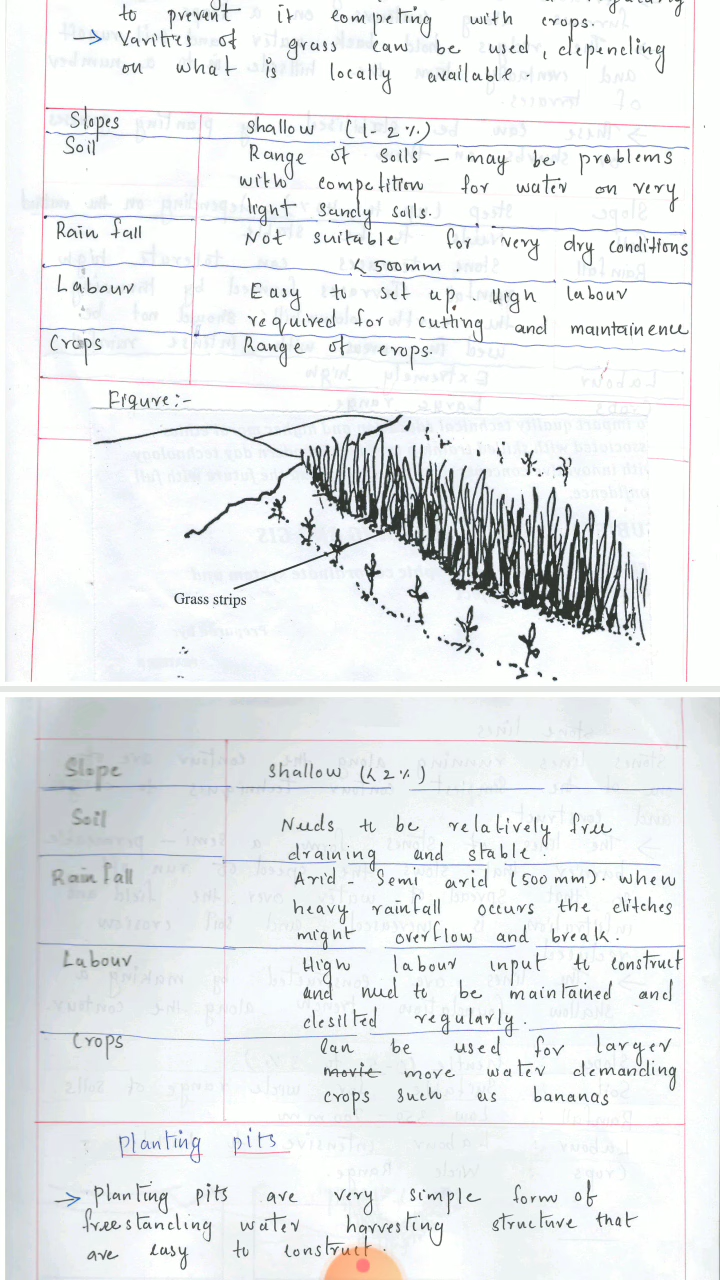 to prevent it competing with crops.
→ Varities of grass can be used, depending
on what is locally available.
Slopes shallow (1-2%)
Soil Range of soils - may be problems
with competition for water on very
light sandy soils.
Rain fall Not suitable for very dry conditions
<500mm.
Labour Easy to set up. High labour
required for cutting and maintainence
Crops Range of crops.
Figure:-
Grass strips
Slope shallow (<2%)
Soil Needs to be relatively free
draining and stable.
Rain fall Arid - Semi arid (500mm). When
heavy rainfall occurs the ditches
might overflow and break.
Labour High labour input to construct
and need to be maintained and
desilted regularly.
Crops Can be used for larger
movie more water demanding
crops such as bananas
planting pits
→ planting pits are very simple form of
freestanding water harvesting structure that
are easy to construct.